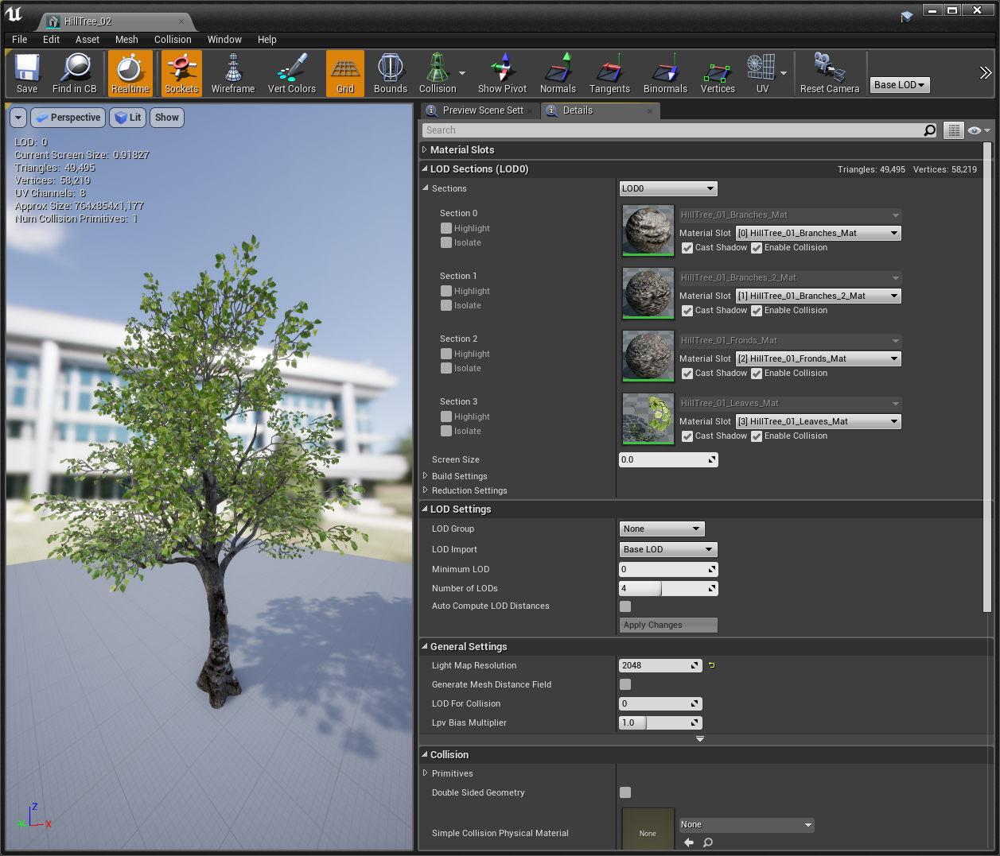 HillTree_02
File Edit Asset Mesh Collision Window Help
Save Find in CB Realtime Sockets Wireframe Vert Colors Grid Bounds Collision Show Pivot Normals Tangents Binormals Vertices UV Reset Camera Base LOD
Perspective Lit Show
LOD: 0
Current Screen Size: 0.91827
Triangles: 49,495
Vertices: 58,219
UV Channels: 8
Approx Size: 764x854x1,177
Num Collision Primitives: 1
Z
X
Preview Scene Sett Details
Search
Material Slots
LOD Sections (LOD0) Triangles: 49,495 Vertices: 58,219
Sections LOD0
Section 0 HillTree_01_Branches_Mat
Highlight Material Slot [0] HillTree_01_Branches_Mat
Isolate Cast Shadow Enable Collision
Section 1 HillTree_01_Branches_2_Mat
Highlight Material Slot [1] HillTree_01_Branches_2_Mat
Isolate Cast Shadow Enable Collision
Section 2 HillTree_01_Fronds_Mat
Highlight Material Slot [2] HillTree_01_Fronds_Mat
Isolate Cast Shadow Enable Collision
Section 3 HillTree_01_Leaves_Mat
Highlight Material Slot [3] HillTree_01_Leaves_Mat
Isolate Cast Shadow Enable Collision
Screen Size 0.0
Build Settings
Reduction Settings
LOD Settings
LOD Group None
LOD Import Base LOD
Minimum LOD 0
Number of LODs 4
Auto Compute LOD Distances
Apply Changes
General Settings
Light Map Resolution 2048
Generate Mesh Distance Field
LOD For Collision 0
Lpv Bias Multiplier 1.0
Collision
Primitives
Double Sided Geometry
Simple Collision Physical Material None None